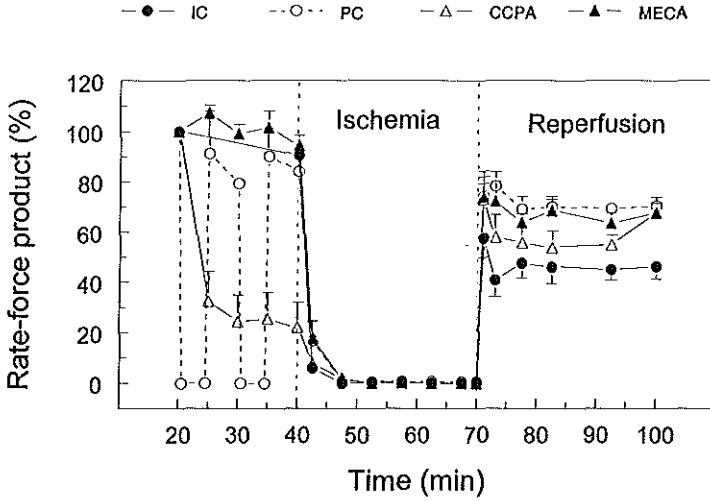 IC PC CCPA MECA
120
100
80
60
40
20
0
Rate-force product (%)
Ischemia Reperfusion
20 30 40 50 60 70 80 90 100
Time (min)